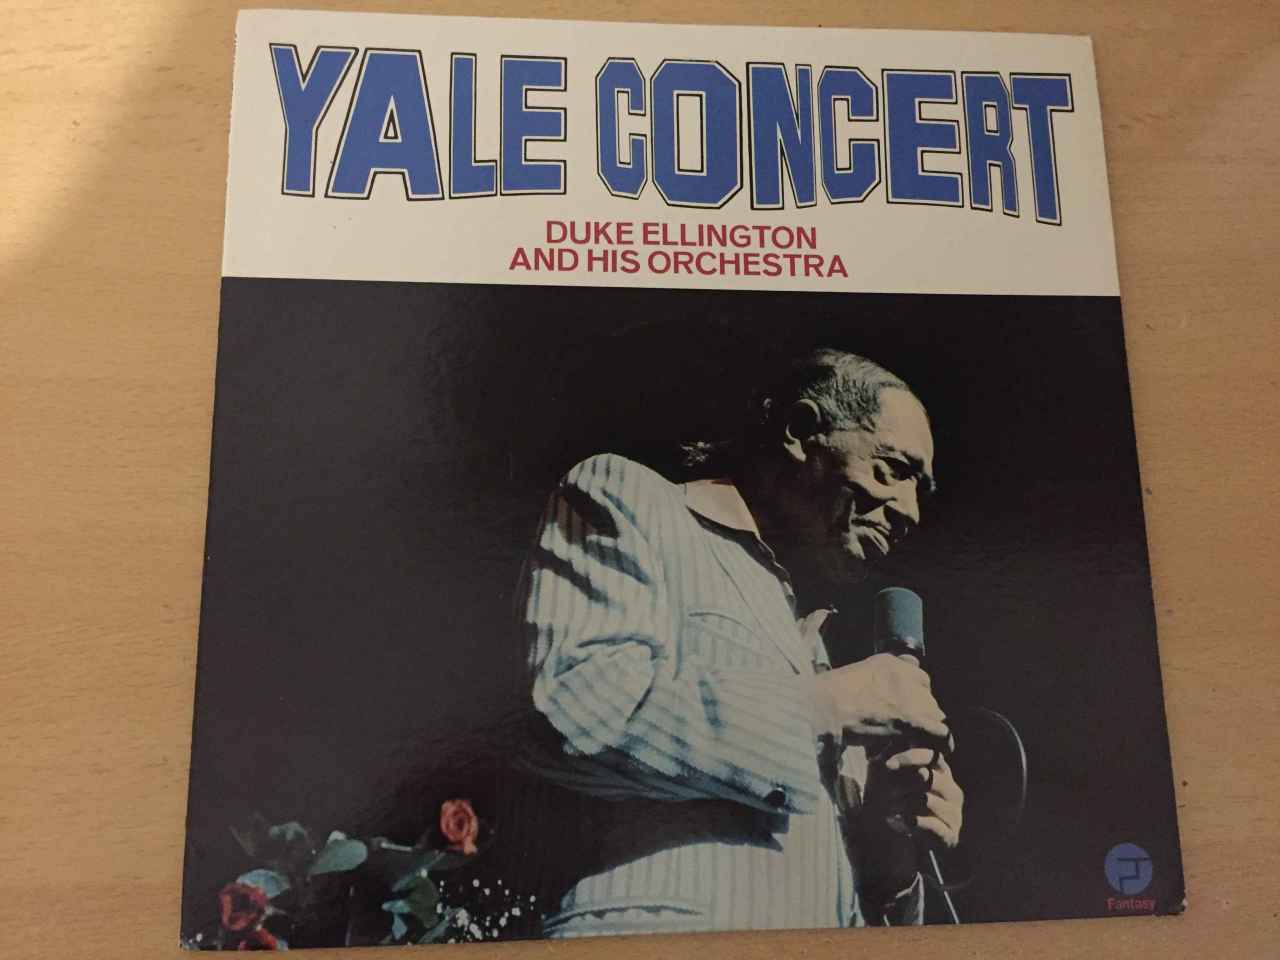 YALE CONCERT
DUKE ELLINGTON
AND HIS ORCHESTRA
Fantasy